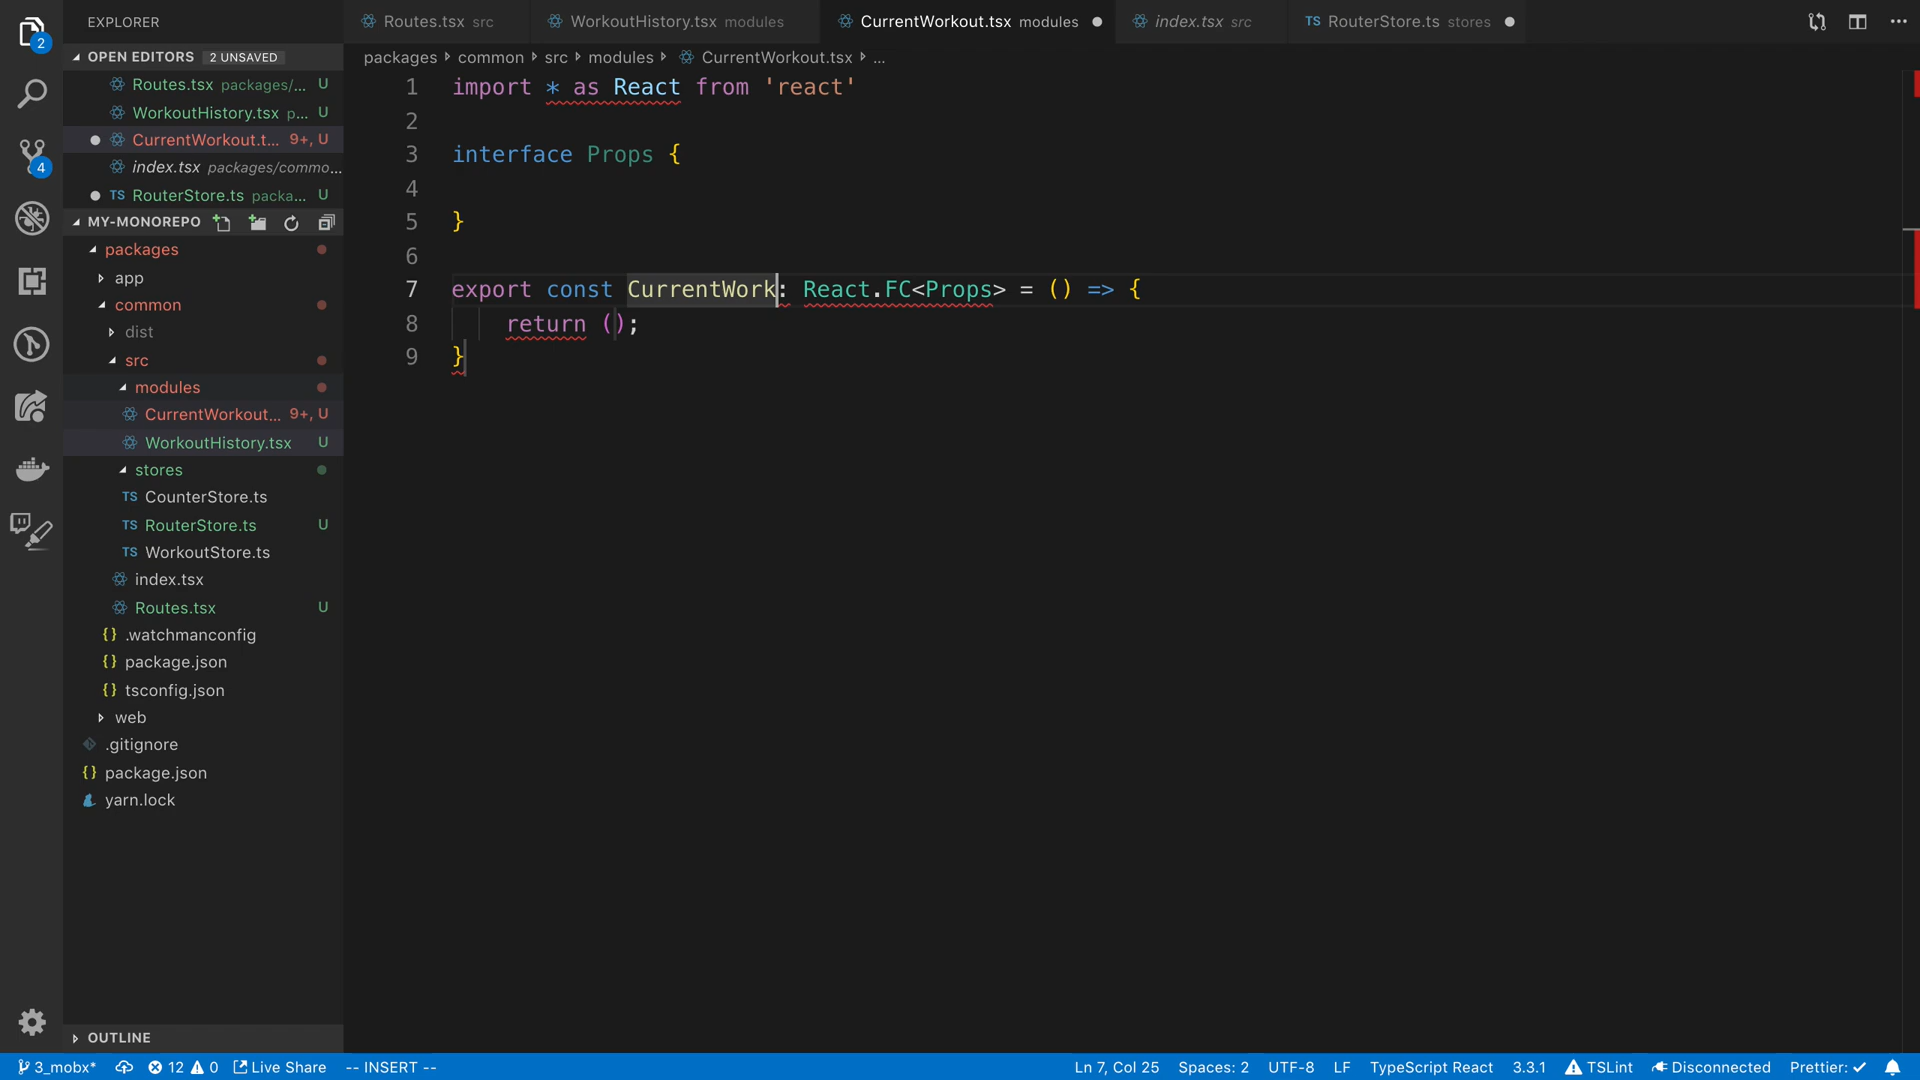 EXPLORER
OPEN EDITORS 2 UNSAVED
Routes.tsx packages/... U
WorkoutHistory.tsx p... U
CurrentWorkout.t... 9+, U
index.tsx packages/commo...
TS RouterStore.ts packa... U
MY-MONOREPO
packages
app
common
dist
src
modules
CurrentWorkout... 9+, U
WorkoutHistory.tsx U
stores
TS CounterStore.ts
TS RouterStore.ts U
TS WorkoutStore.ts
index.tsx
Routes.tsx U
{} .watchmanconfig
{} package.json
{} tsconfig.json
web
.gitignore
{} package.json
yarn.lock
OUTLINE
2
4
Routes.tsx src
WorkoutHistory.tsx modules
CurrentWorkout.tsx modules
index.tsx src
TS RouterStore.ts stores
packages common src modules CurrentWorkout.tsx ...
1 import * as React from 'react'
2
3 interface Props {
4
5 }
6
7 export const CurrentWork: React.FC<Props> = () => {
8 return ();
9 }
3_mobx* 12 0 Live Share -- INSERT -- Ln 7, Col 25 Spaces: 2 UTF-8 LF TypeScript React 3.3.1 TSLint Disconnected Prettier: ✓